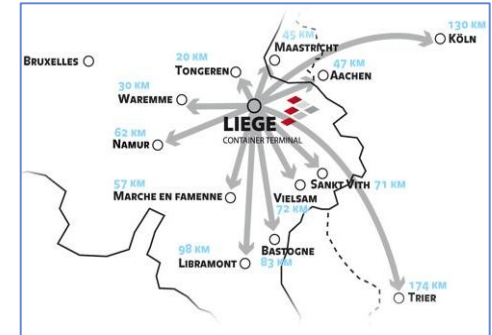 130 KM
KÖLN
45 KM
MAASTRICHT
BRUXELLES
20 KM
TONGEREN
47 KM
AACHEN
30 KM
WAREMME
LIEGE
CONTAINER TERMINAL
62 KM
NAMUR
57 KM
MARCHE EN FAMENNE
SANKT VITH 71 KM
VIELSAM
72 KM
98 KM
LIBRAMONT
BASTOGNE
83 KM
174 KM
TRIER